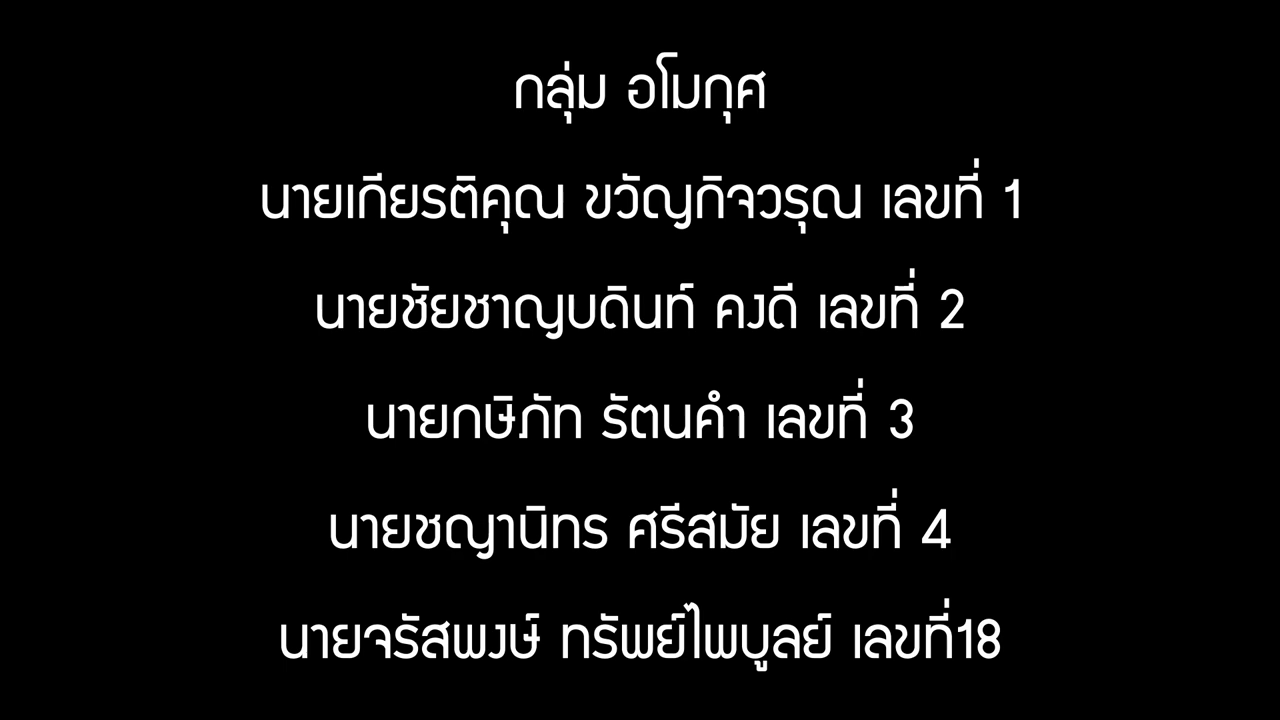 กลุ่ม อโมกุศ
นายเกียรติคุณ ขวัญกิจวรุณ เลขที่ 1
นายชัยชาญบดินท์ คงดี เลขที่ 2
นายกษิภัท รัตนคำ เลขที่ 3
นายชญานิทร ศรีสมัย เลขที่ 4
นายจรัสพงษ์ ทรัพย์ไพบูลย์ เลขที่18